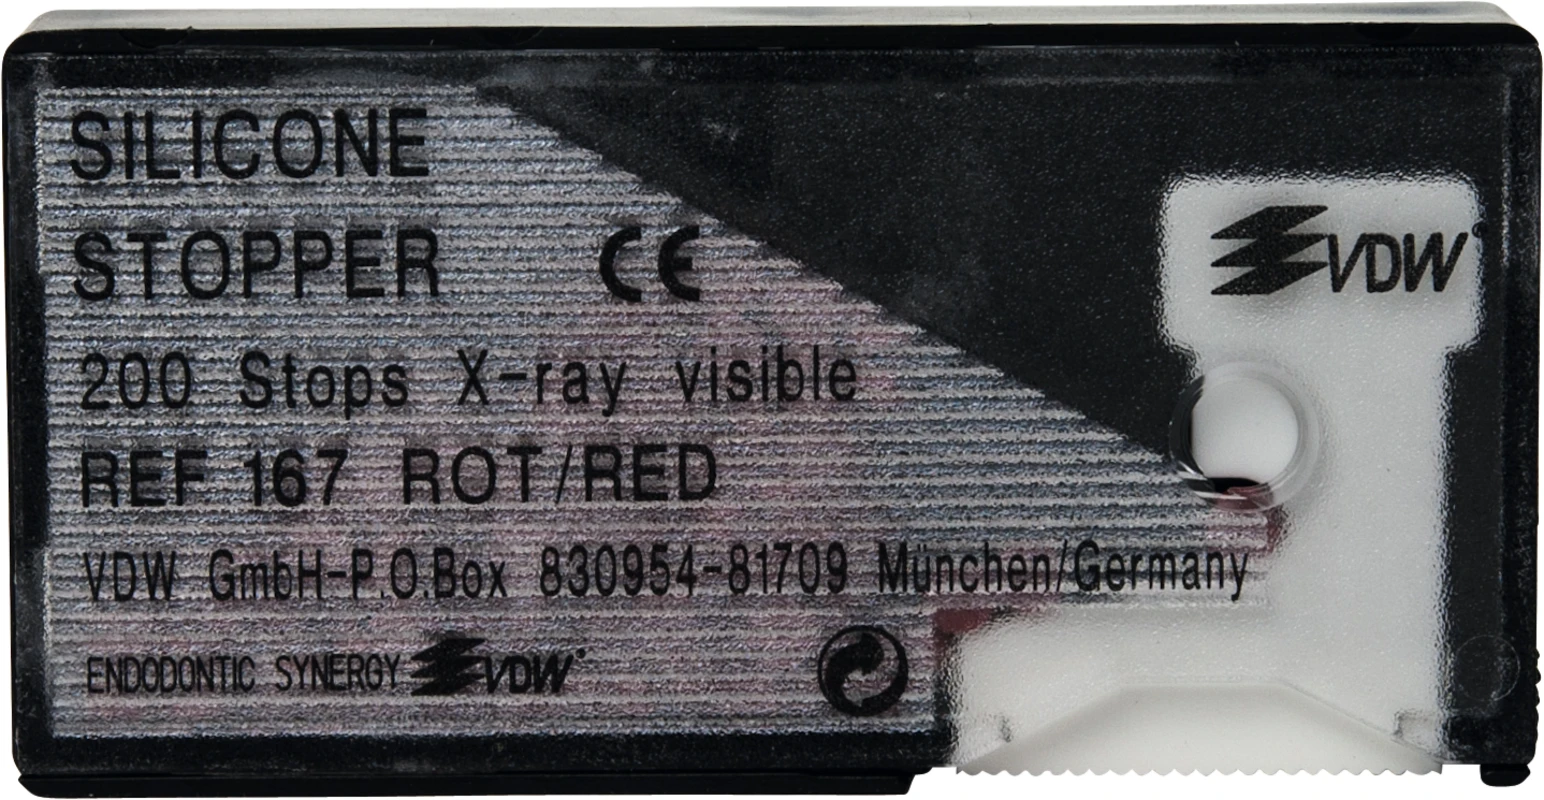 SILICONE
STOPPER CE
200 Stops X-ray visible
REF 167 ROT/RED
VDW GmbH-P.O.Box 830954-81709 München/Germany
ENDODONTIC SYNERGY VDW
VDW